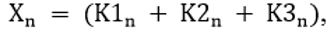 Xₙ = (K1ₙ + K2ₙ + K3ₙ),